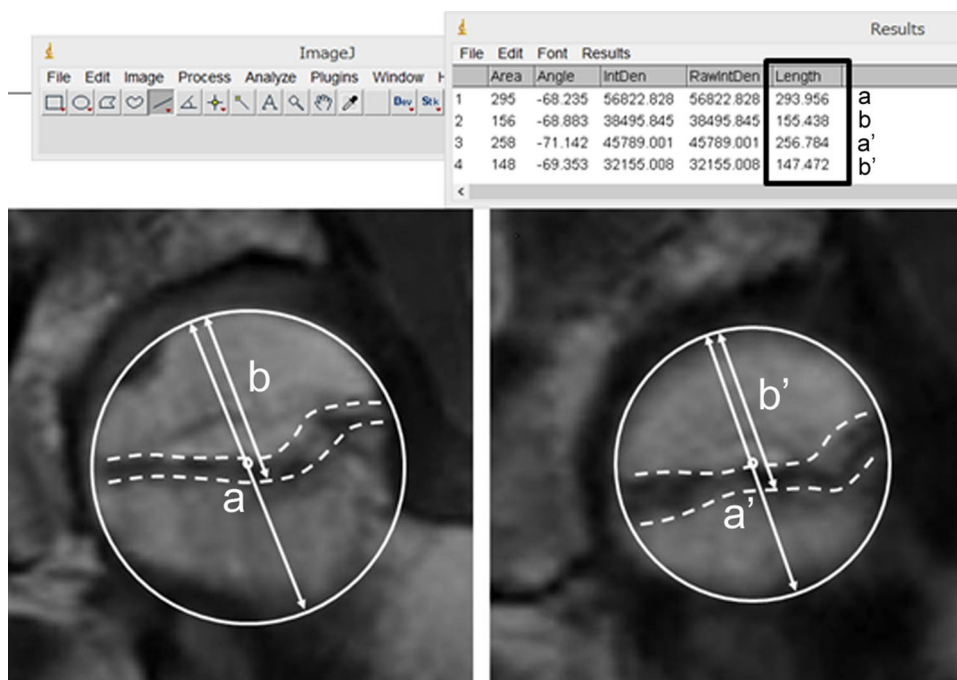 ImageJ
File Edit Image Process Analyze Plugins Window H
A Dev Stk
Results
File Edit Font Results
Area Angle IntDen RawIntDen Length
1 295 -68.235 56822.828 56822.828 293.956 a
2 156 -68.883 38495.845 38495.845 155.438 b
3 258 -71.142 45789.001 45789.001 256.784 a’
4 148 -69.353 32155.008 32155.008 147.472 b’
b
a
b’
a’